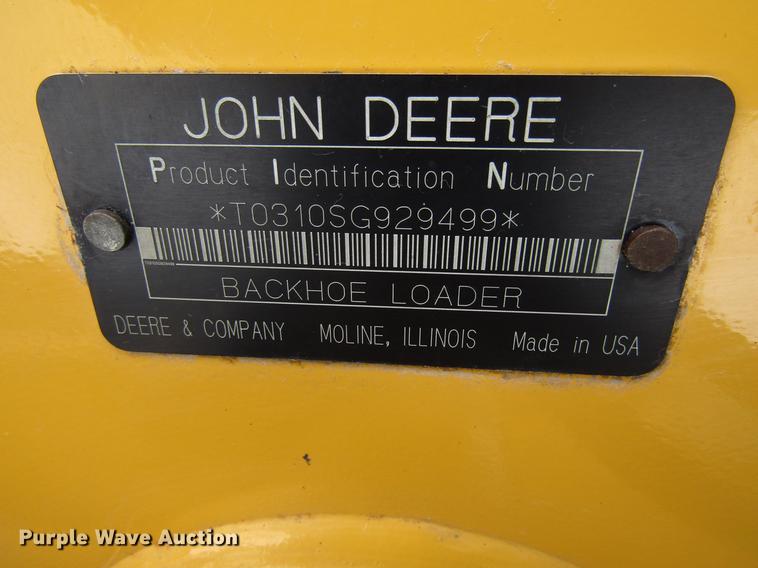 JOHN DEERE
Product Identification Number
*T0310SG929499*
BACKHOE LOADER
DEERE & COMPANY MOLINE, ILLINOIS Made in USA
Purple Wave Auction